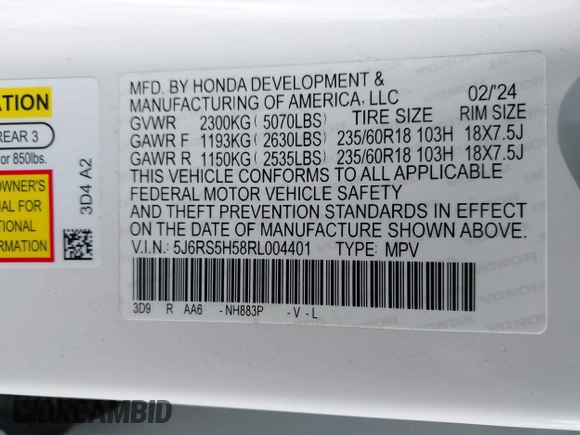 ATION
REAR 3
or 850lbs.
OWNER'S
UAL FOR
TIONAL
MATION
3D4 A2
MFD. BY HONDA DEVELOPMENT &
MANUFACTURING OF AMERICA, LLC 02/'24
GVWR 2300KG(5070LBS) TIRE SIZE RIM SIZE
GAWR F 1193KG(2630LBS) 235/60R18 103H 18X7.5J
GAWR R 1150KG(2535LBS) 235/60R18 103H 18X7.5J
THIS VEHICLE CONFORMS TO ALL APPLICABLE
FEDERAL MOTOR VEHICLE SAFETY
AND THEFT PREVENTION STANDARDS IN EFFECT
ON THE DATE OF MANUFACTURE SHOWN ABOVE.
V.I.N.: 5J6RS5H58RL004401 TYPE: MPV
3D9 R AA6 -NH883P -V-L
DREAMBID